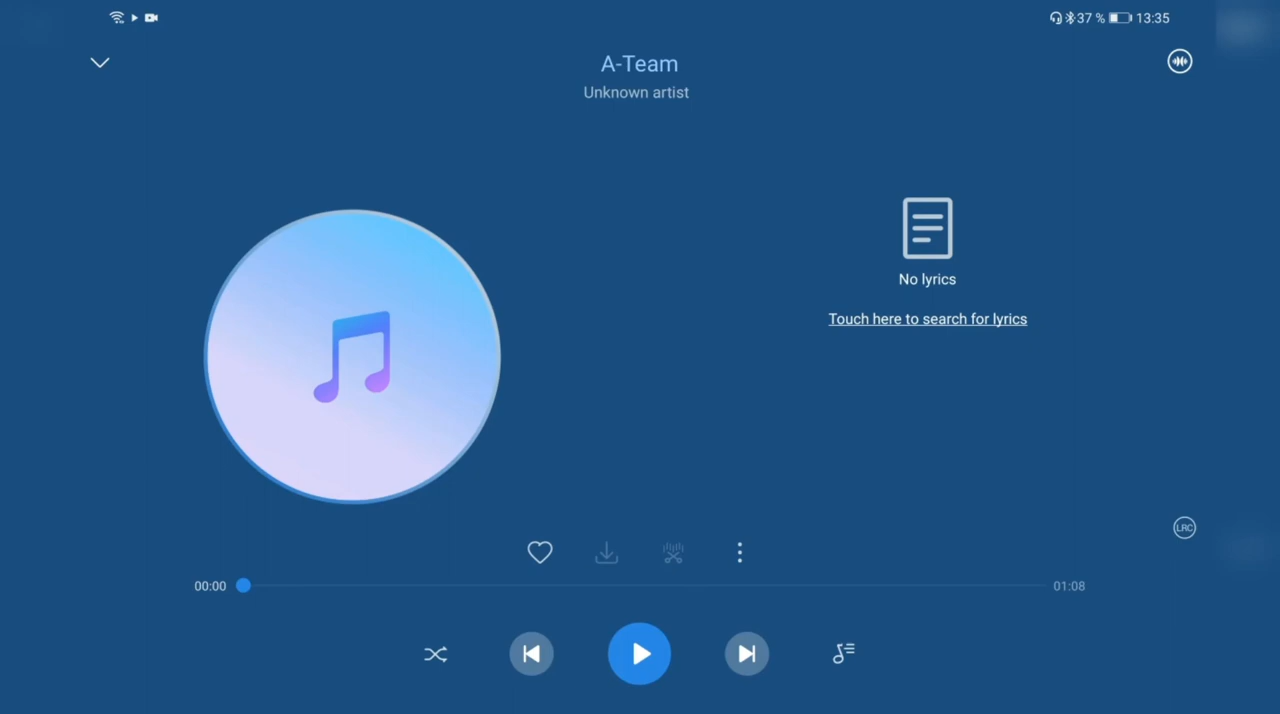 37 % 13:35
A-Team
Unknown artist
No lyrics
Touch here to search for lyrics
LRC
00:00 01:08